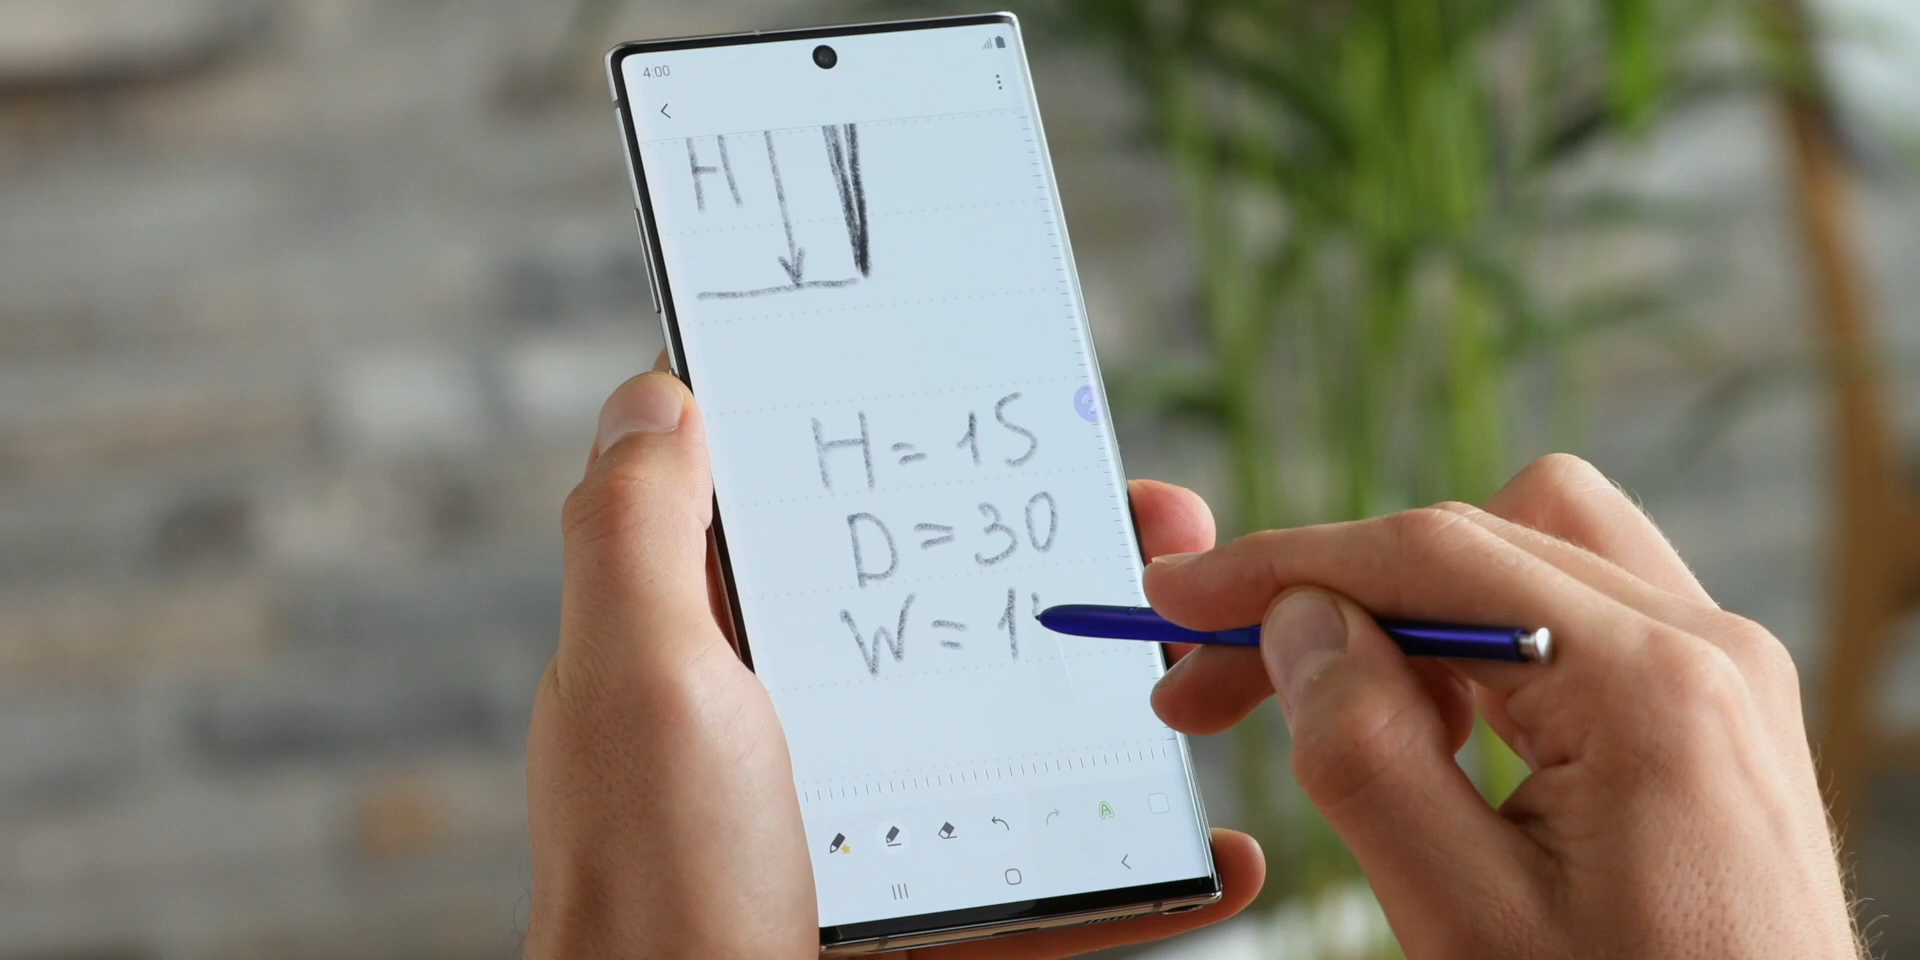 4:00
H
H = 15
D = 30
W = 1
A